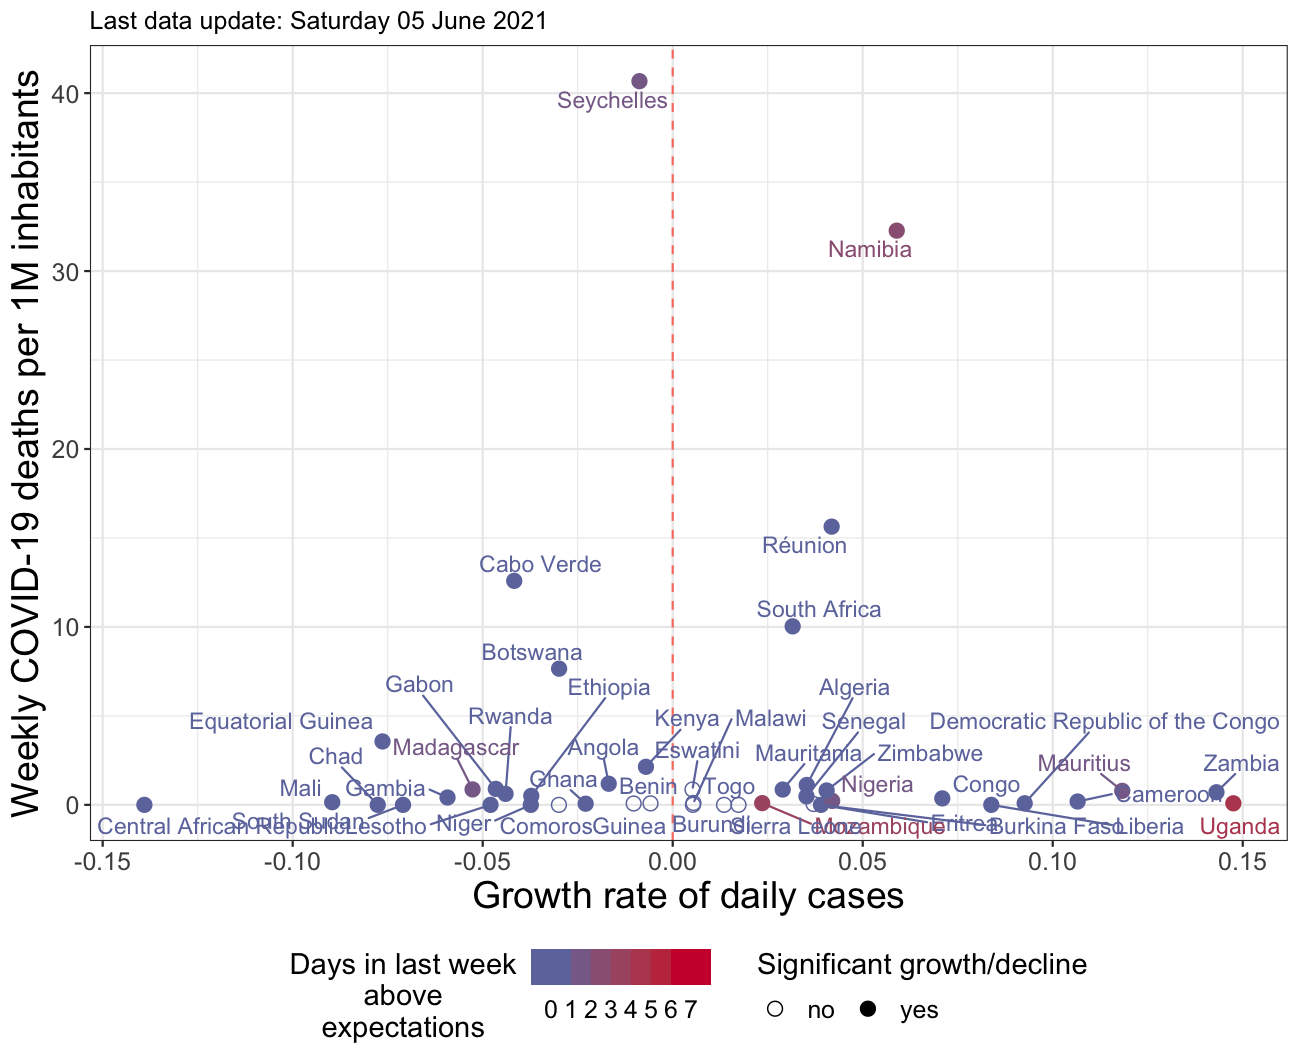 Last data update: Saturday 05 June 2021
Weekly COVID-19 deaths per 1M inhabitants
40
30
20
10
0
Seychelles
Namibia
Réunion
Cabo Verde
South Africa
Botswana
Gabon
Ethiopia
Algeria
Equatorial Guinea
Rwanda
Kenya
Malawi
Senegal
Democratic Republic of the Congo
Chad
Madagascar
Angola
Eswatini
Mauritania
Zimbabwe
Mauritius
Zambia
Mali
Gambia
Ghana
Benin
Togo
Nigeria
Congo
Cameroon
Central African Republic
South Sudan
Lesotho
Niger
Comoros
Guinea
Burundi
Sierra Leone
Mozambique
Eritrea
Burkina Faso
Liberia
Uganda
-0.15 -0.10 -0.05 0.00 0.05 0.10 0.15
Growth rate of daily cases
Days in last week
above
expectations
0 1 2 3 4 5 6 7
Significant growth/decline
no yes